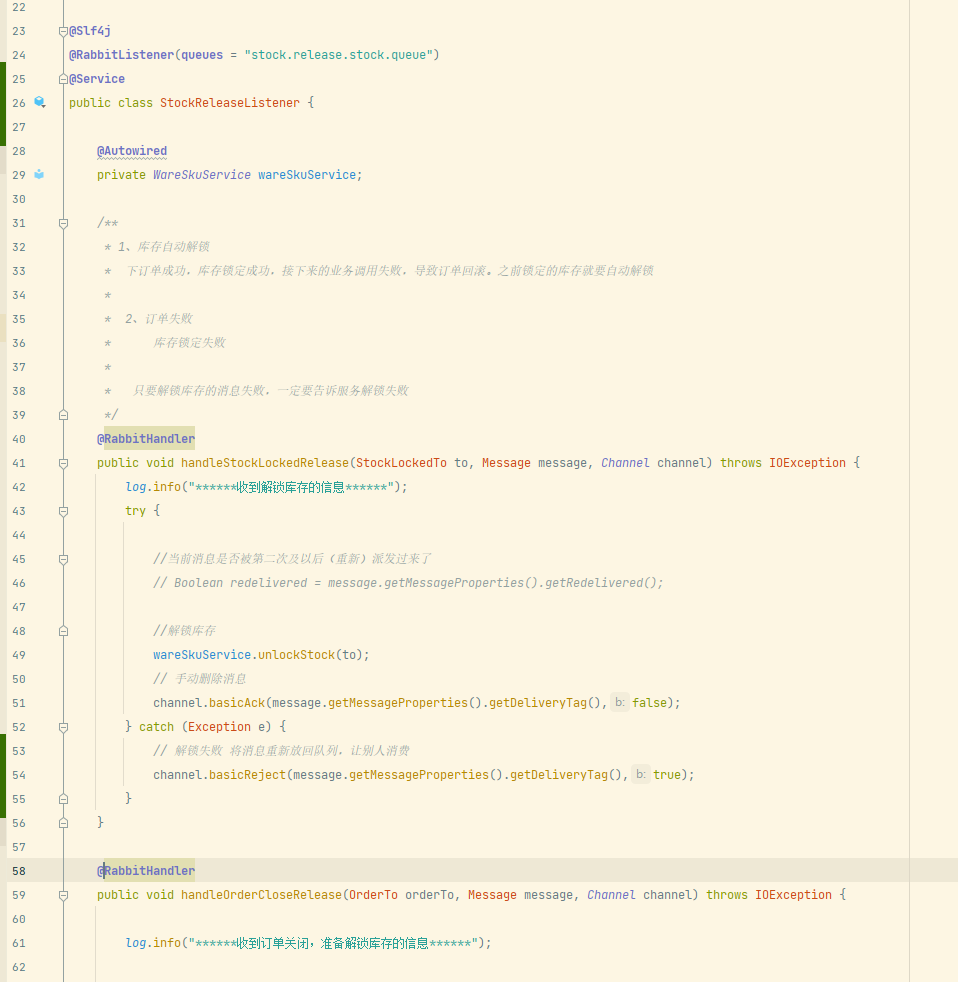 22
23 @Slf4j
24 @RabbitListener(queues = "stock.release.stock.queue")
25 @Service
26 public class StockReleaseListener {
27
28 @Autowired
29 private WareSkuService wareSkuService;
30
31 /**
32 * 1、库存自动解锁
33 * 下订单成功，库存锁定成功，接下来的业务调用失败，导致订单回滚。之前锁定的库存就要自动解锁
34 *
35 * 2、订单失败
36 * 库存锁定失败
37 *
38 * 只要解锁库存的消息失败，一定要告诉服务解锁失败
39 */
40 @RabbitHandler
41 public void handleStockLockedRelease(StockLockedTo to, Message message, Channel channel) throws IOException {
42 log.info("******收到解锁库存的信息******");
43 try {
44
45 //当前消息是否被第二次及以后（重新）派发过来了
46 // Boolean redelivered = message.getMessageProperties().getRedelivered();
47
48 //解锁库存
49 wareSkuService.unlockStock(to);
50 // 手动删除消息
51 channel.basicAck(message.getMessageProperties().getDeliveryTag(), b: false);
52 } catch (Exception e) {
53 // 解锁失败 将消息重新放回队列，让别人消费
54 channel.basicReject(message.getMessageProperties().getDeliveryTag(), b: true);
55 }
56 }
57
58 @RabbitHandler
59 public void handleOrderCloseRelease(OrderTo orderTo, Message message, Channel channel) throws IOException {
60
61 log.info("******收到订单关闭，准备解锁库存的信息******");
62